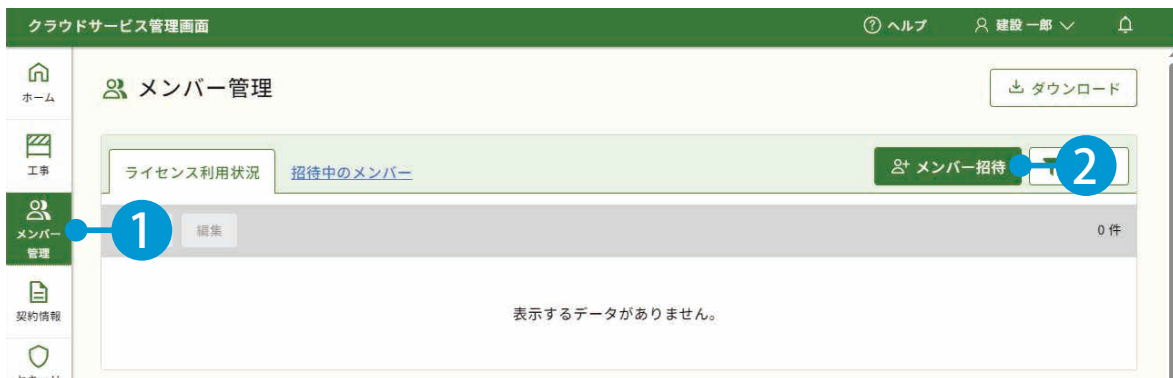 クラウドサービス管理画面
ヘルプ
建設 一郎
ホーム
メンバー管理
ダウンロード
工事
ライセンス利用状況
招待中のメンバー
メンバー招待
2
メンバー
管理
1
編集
0 件
契約情報
表示するデータがありません。